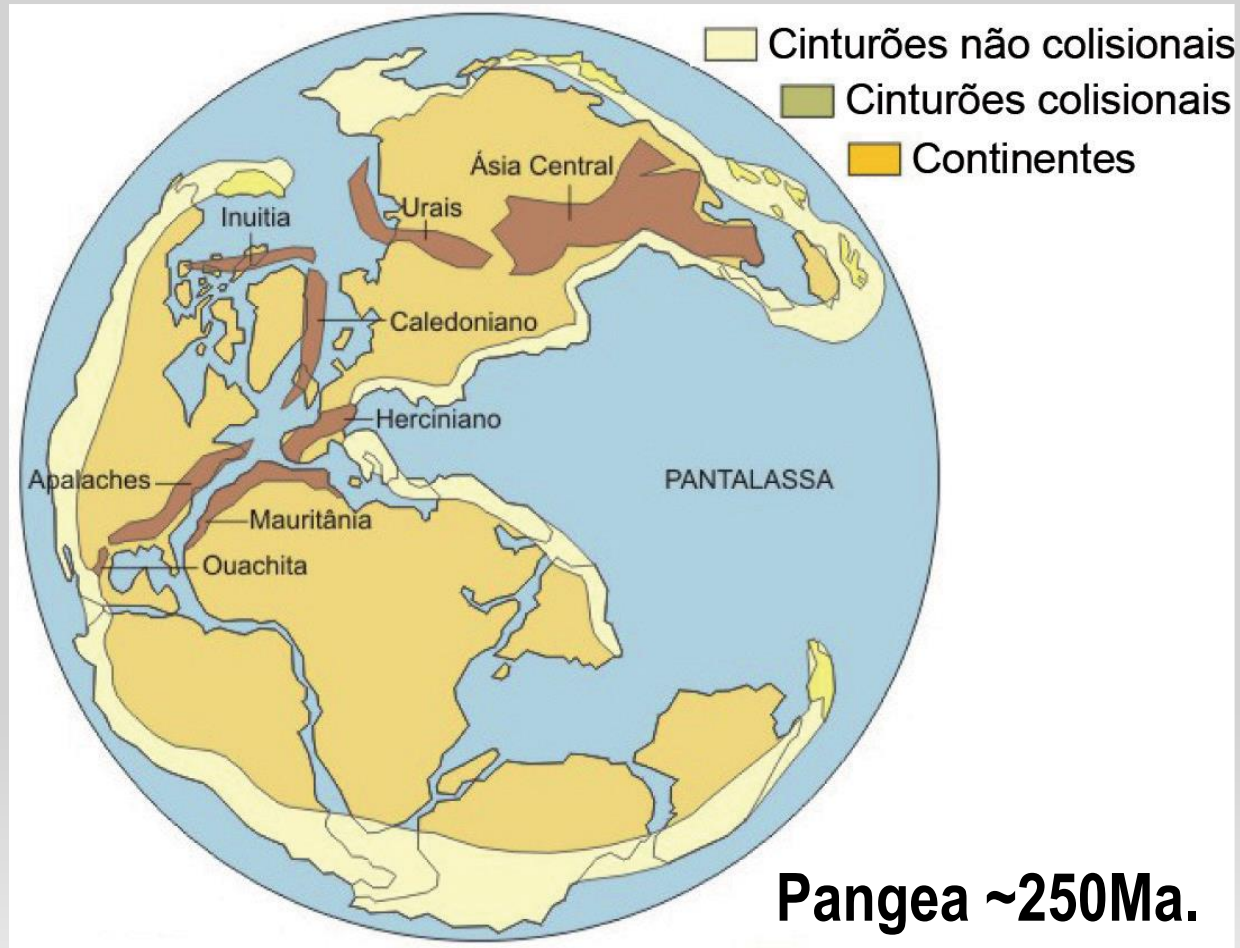 Cinturões não colisionais
Cinturões colisionais
Continentes
Ásia Central
Urais
Inuitia
Caledoniano
Herciniano
Apalaches
PANTALASSA
Mauritânia
Ouachita
Pangea ~250Ma.